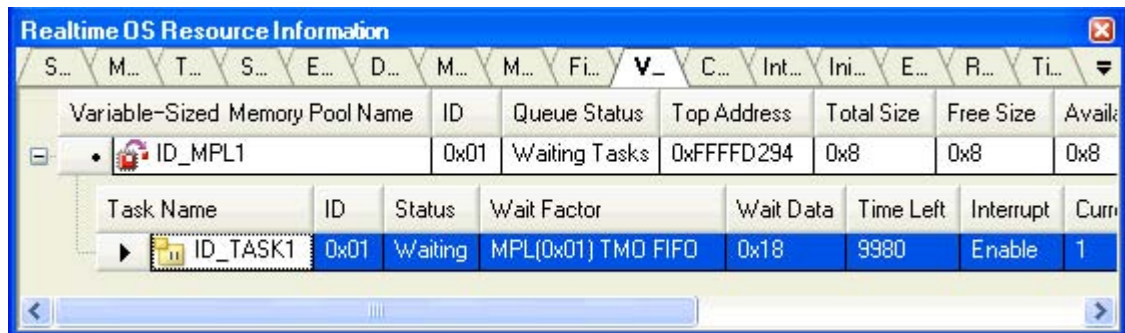 Realtime OS Resource Information
S... M... T... S... E... D... M... M... Fi... V... C... Int... Ini... E... R... Ti...
Variable-Sized Memory Pool Name ID Queue Status Top Address Total Size Free Size Availa
ID_MPL1 0x01 Waiting Tasks 0xFFFFD294 0x8 0x8 0x8
Task Name ID Status Wait Factor Wait Data Time Left Interrupt Curre
ID_TASK1 0x01 Waiting MPL(0x01) TMO FIFO 0x18 9980 Enable 1